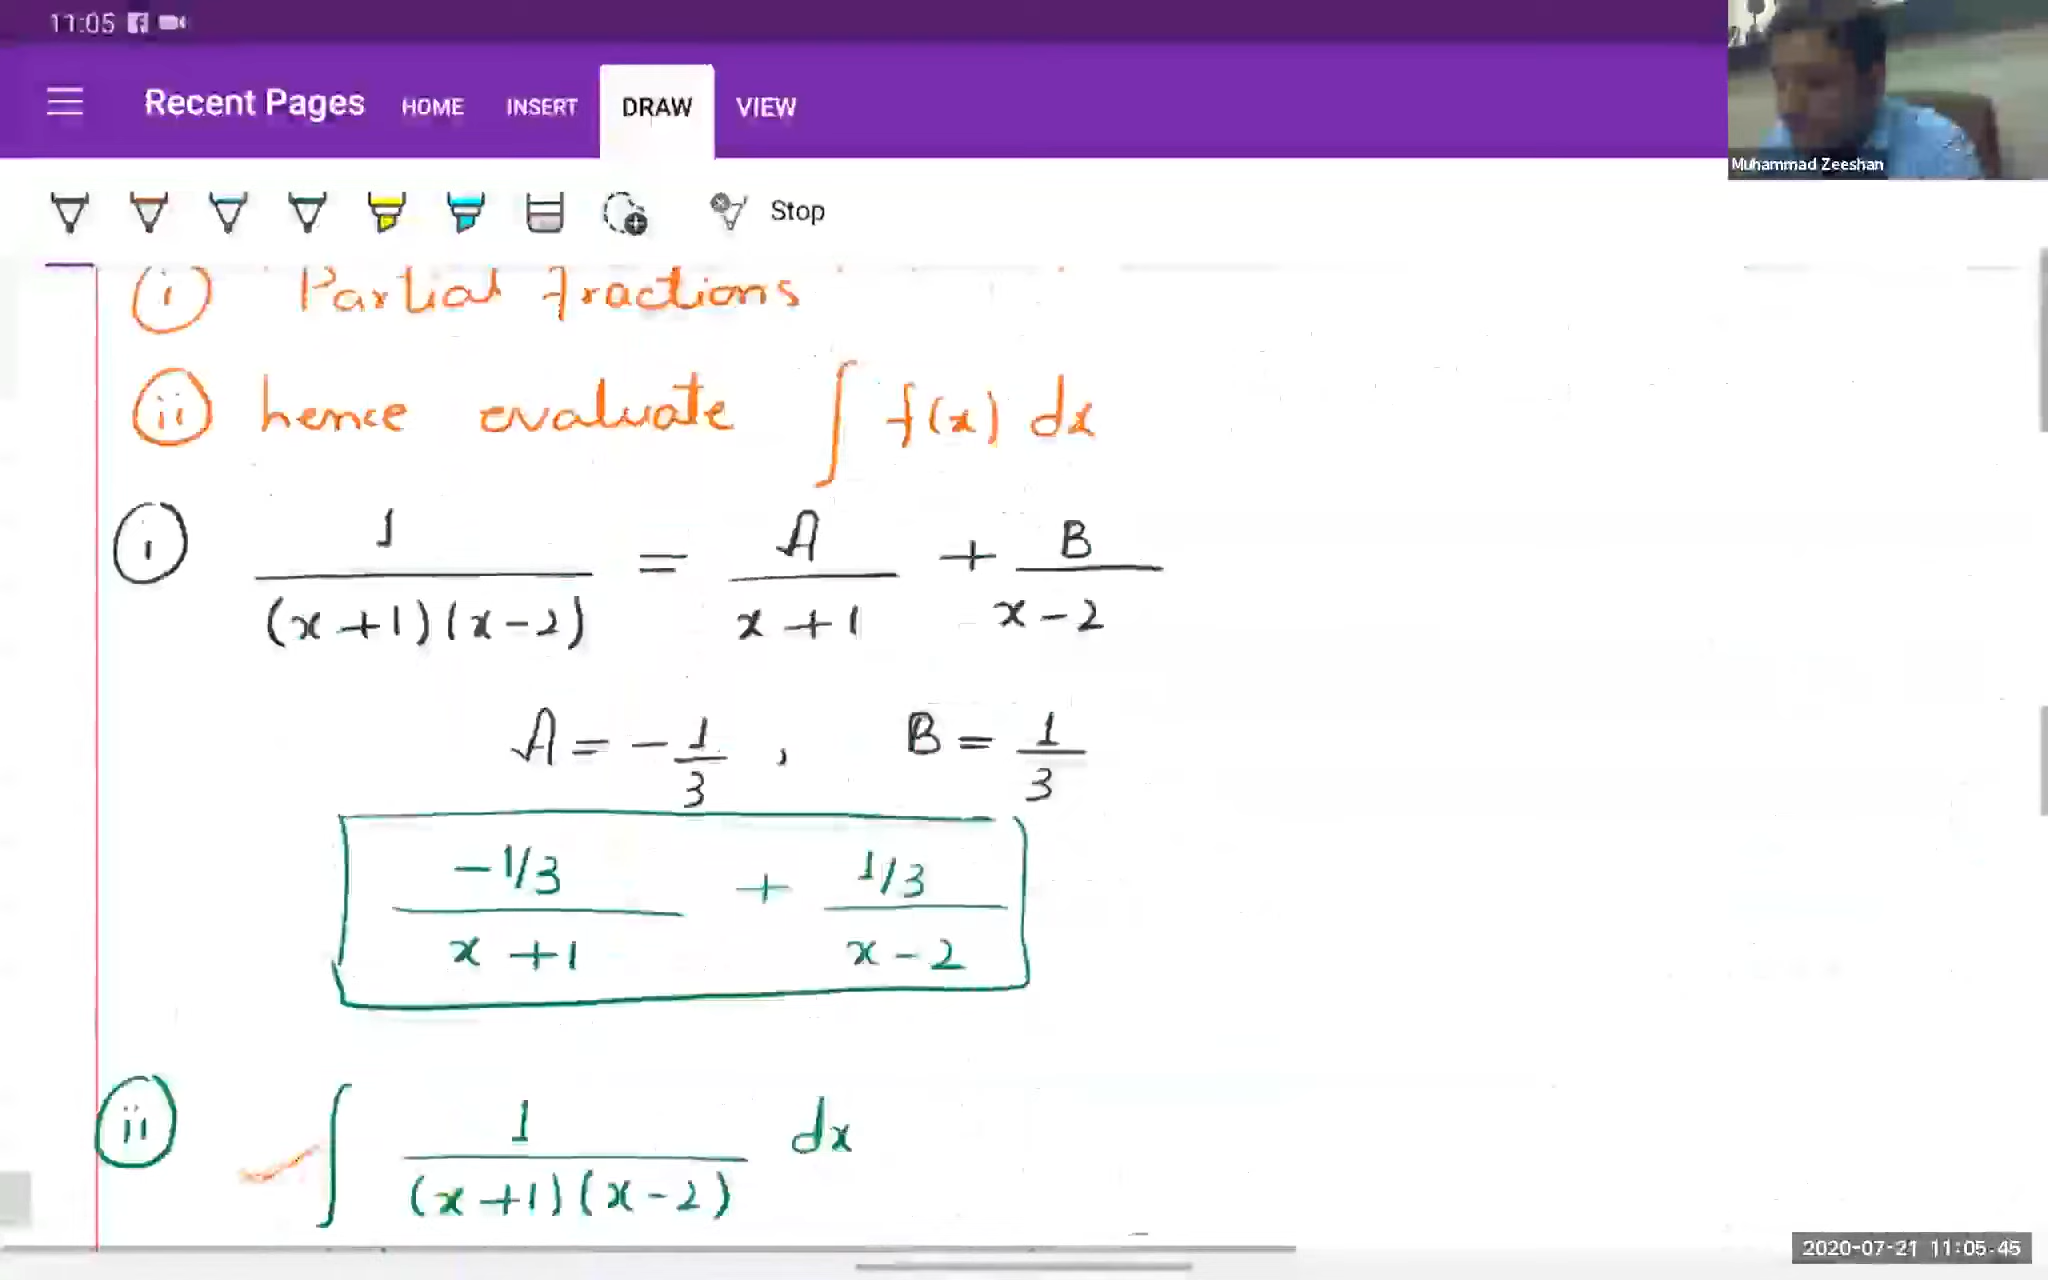 11:05
Recent Pages HOME INSERT DRAW VIEW
Muhammad Zeeshan
Stop
(i) Partial fractions
(ii) hence evaluate ∫ f(x) dx
(i) 1/((x+1)(x-2)) = A/(x+1) + B/(x-2)
A = -1/3 , B = 1/3
(-1/3)/(x+1) + (1/3)/(x-2)
(ii) ∫ 1/((x+1)(x-2)) dx
2020-07-21 11:05:45